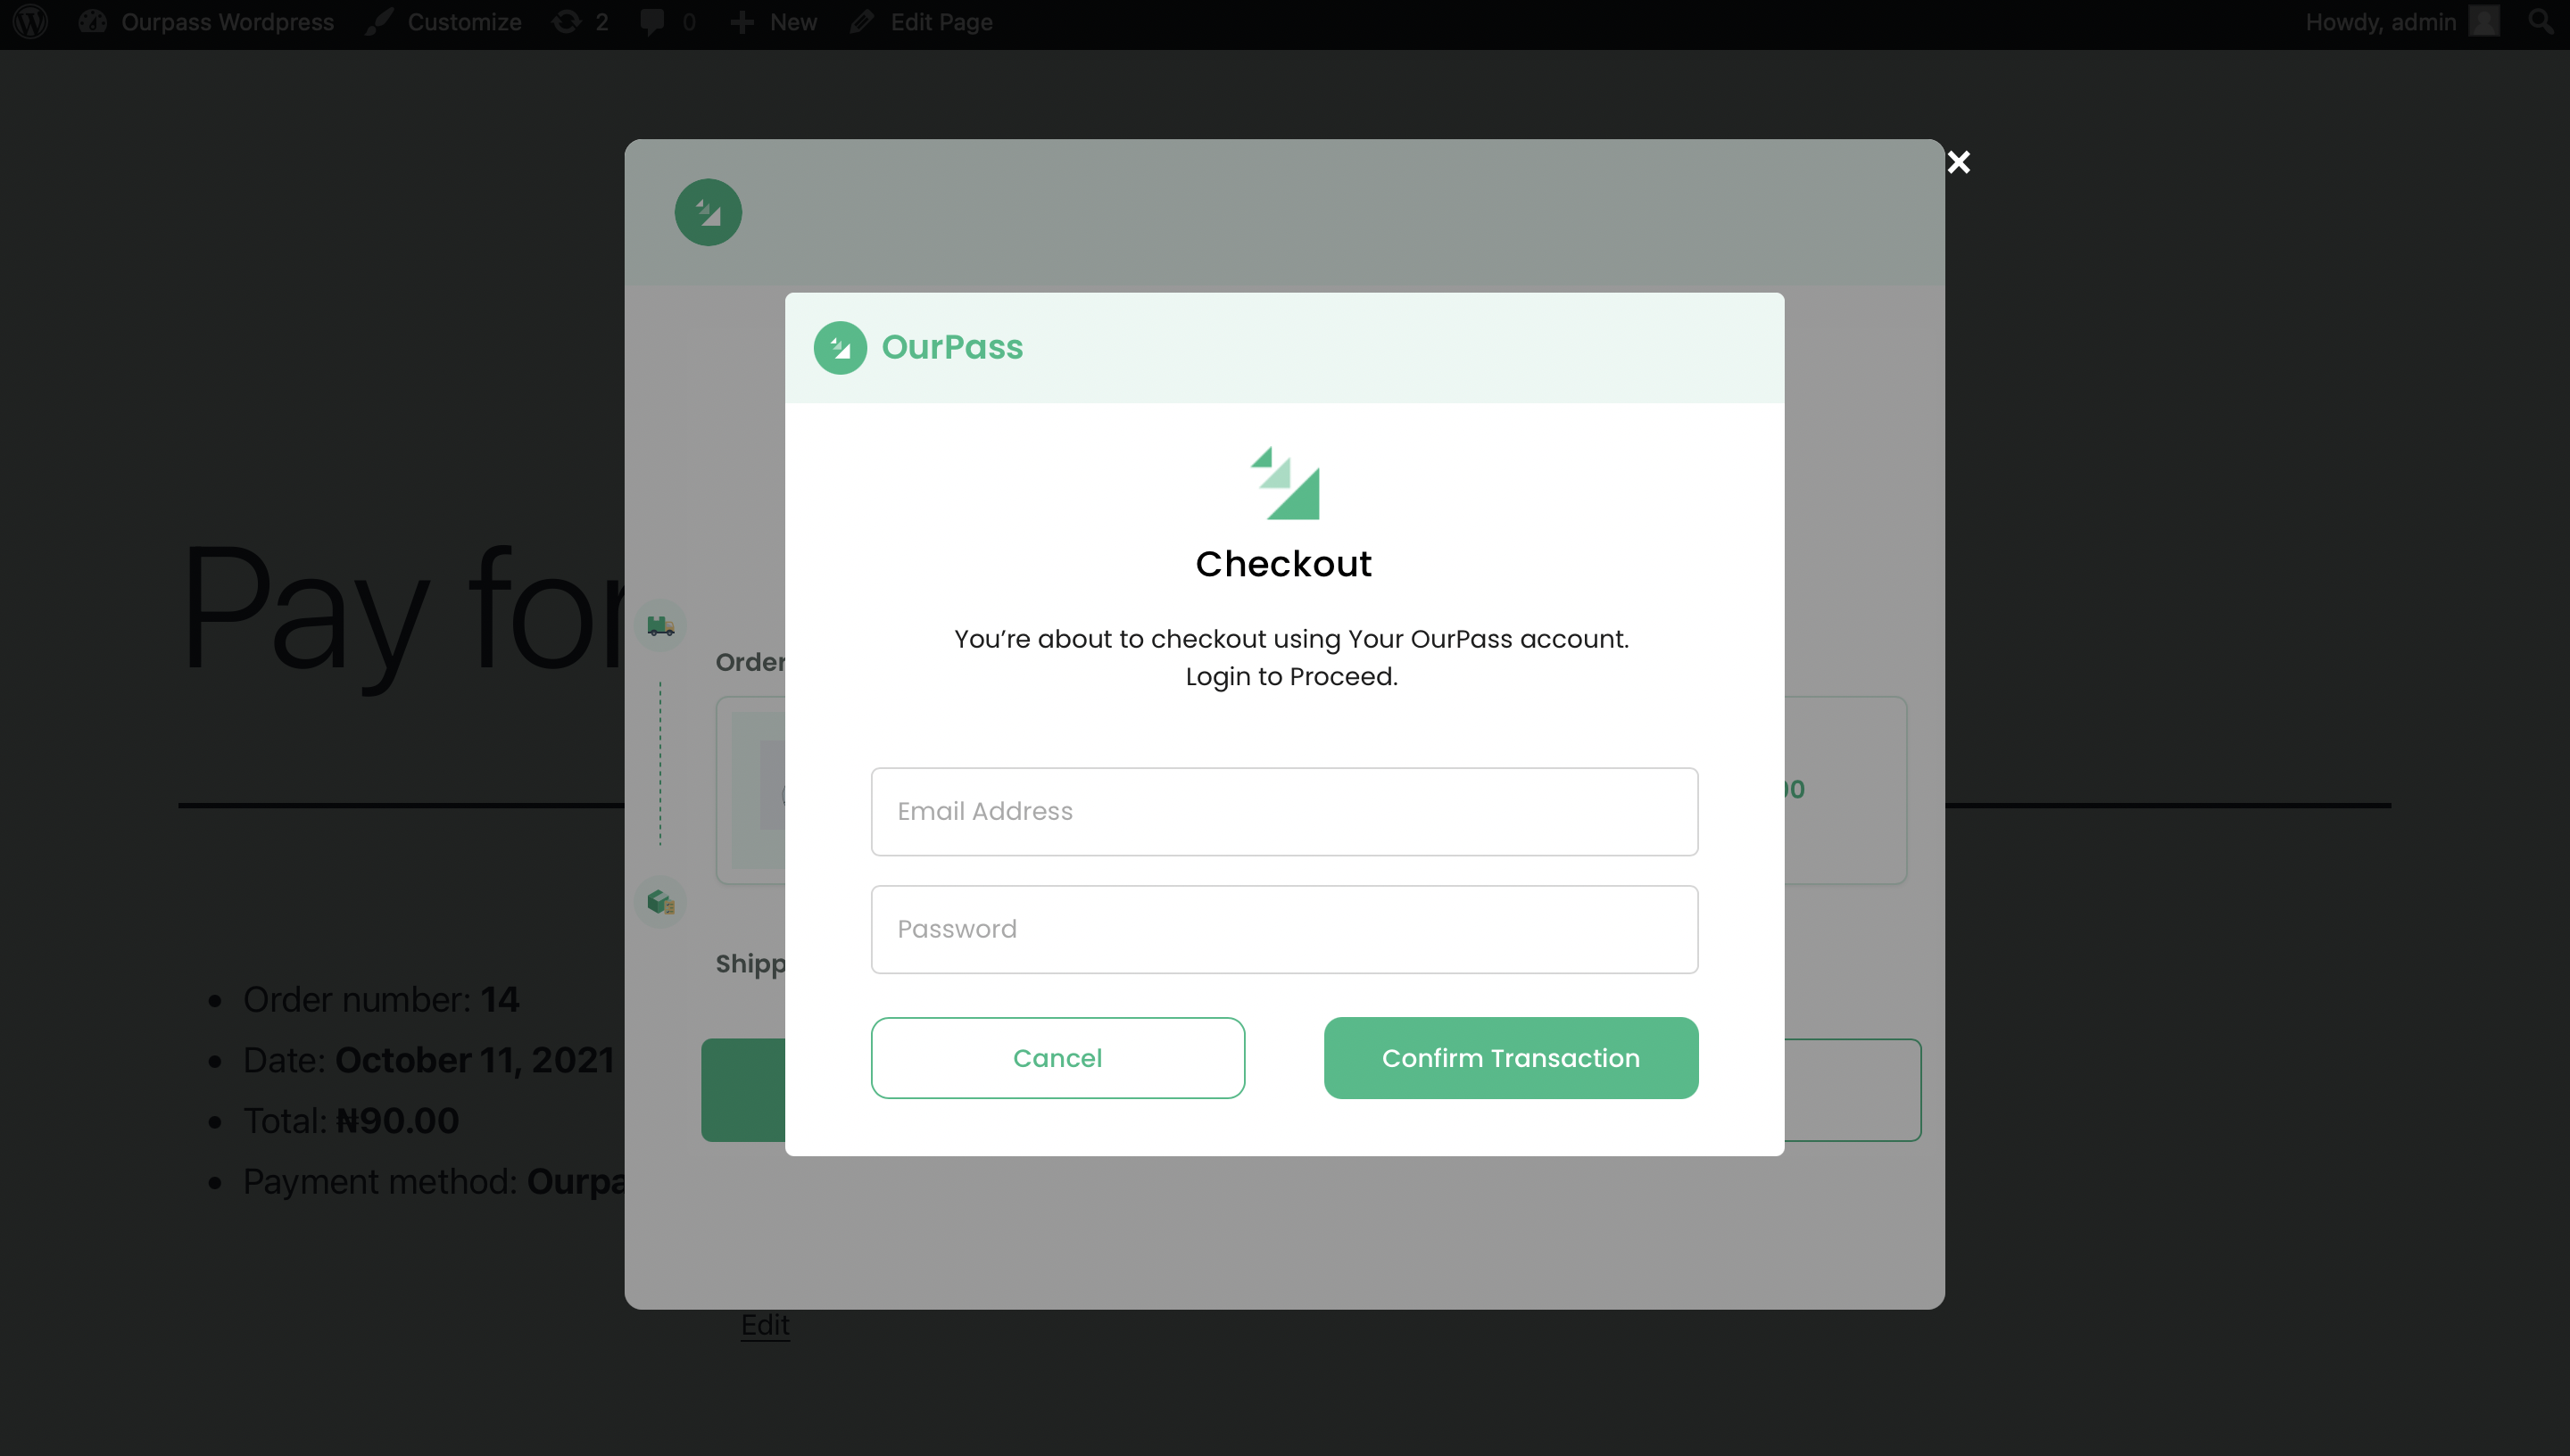 Ourpass Wordpress
Customize
2
0
New
Edit Page
Howdy, admin
OurPass
Checkout
You’re about to checkout using Your OurPass account.
Login to Proceed.
Pay for
Order
00
Email Address
Password
Shipp
Order number: 14
Date: October 11, 2021
Total: ₦90.00
Payment method: Ourpa
Cancel
Confirm Transaction
Edit